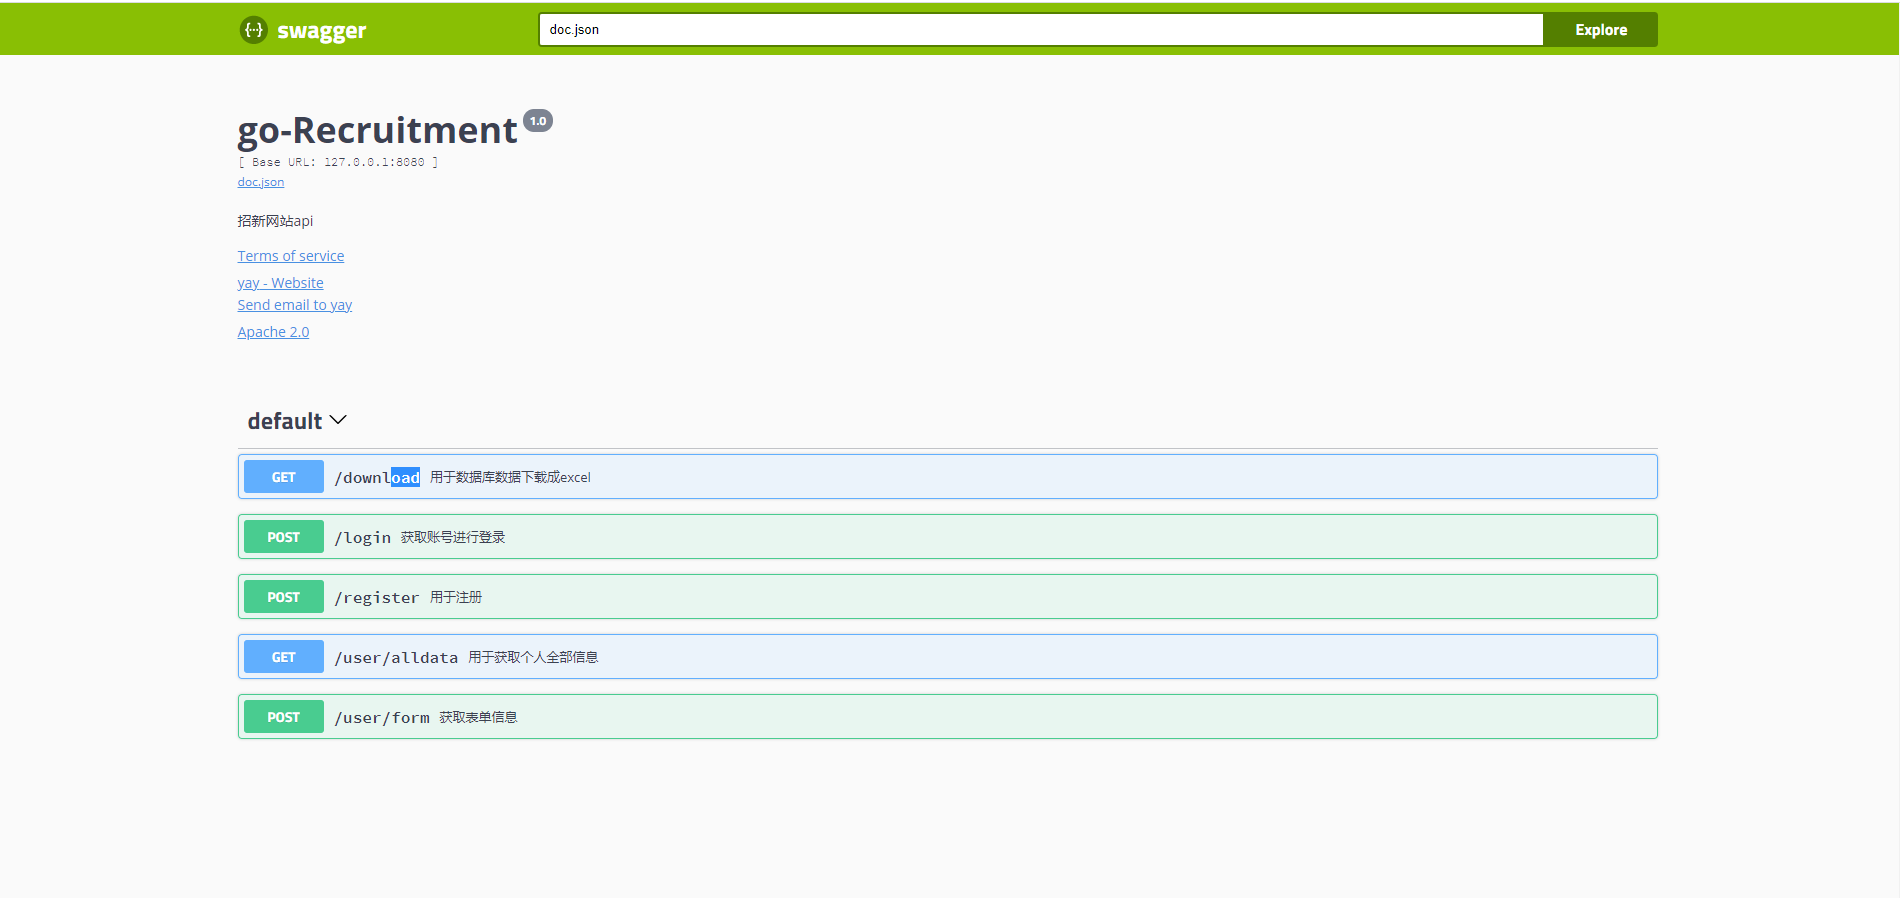 swagger
doc.json
Explore
go-Recruitment 1.0
[ Base URL: 127.0.0.1:8080 ]
doc.json
招新网站api
Terms of service
yay - Website
Send email to yay
Apache 2.0
default
GET /download 用于数据库数据下载成excel
POST /login 获取账号进行登录
POST /register 用于注册
GET /user/alldata 用于获取个人全部信息
POST /user/form 获取表单信息